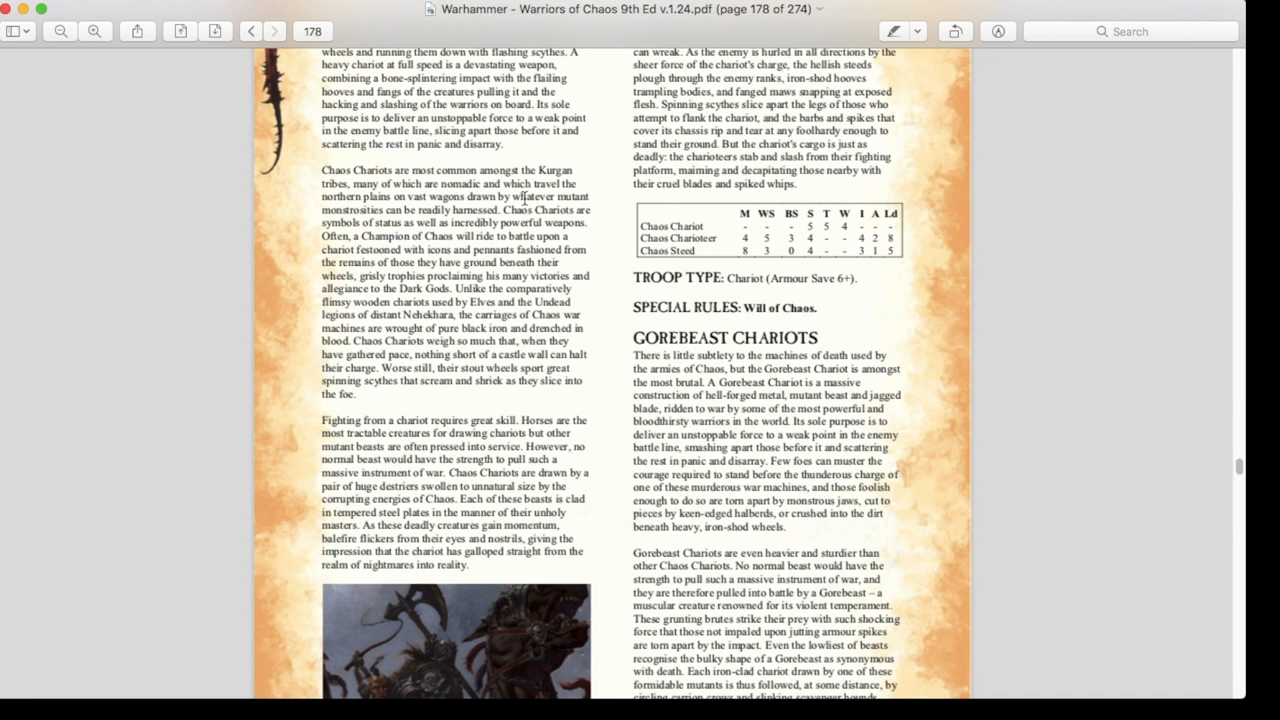 Warhammer - Warriors of Chaos 9th Ed v.1.24.pdf (page 178 of 274)
178
Search
wheels and running them down with flashing scythes. A
heavy chariot at full speed is a devastating weapon,
combining a bone-splintering impact with the flailing
hooves and fangs of the creatures pulling it and the
hacking and slashing of the warriors on board. Its sole
purpose is to deliver an unstoppable force to a weak point
in the enemy battle line, slicing apart those before it and
scattering the rest in panic and disarray.
Chaos Chariots are most common amongst the Kurgan
tribes, many of which are nomadic and which travel the
northern plains on vast wagons drawn by whatever mutant
monstrosities can be readily harnessed. Chaos Chariots are
symbols of status as well as incredibly powerful weapons.
Often, a Champion of Chaos will ride to battle upon a
chariot festooned with icons and pennants fashioned from
the remains of those they have ground beneath their
wheels, grisly trophies proclaiming his many victories and
allegiance to the Dark Gods. Unlike the comparatively
flimsy wooden chariots used by Elves and the Undead
legions of distant Nehekhara, the carriages of Chaos war
machines are wrought of pure black iron and drenched in
blood. Chaos Chariots weigh so much that, when they
have gathered pace, nothing short of a castle wall can halt
their charge. Worse still, their stout wheels sport great
spinning scythes that scream and shriek as they slice into
the foe.
Fighting from a chariot requires great skill. Horses are the
most tractable creatures for drawing chariots but other
mutant beasts are often pressed into service. However, no
normal beast would have the strength to pull such a
massive instrument of war. Chaos Chariots are drawn by a
pair of huge destriers swollen to unnatural size by the
corrupting energies of Chaos. Each of these beasts is clad
in tempered steel plates in the manner of their unholy
masters. As these deadly creatures gain momentum,
balefire flickers from their eyes and nostrils, giving the
impression that the chariot has galloped straight from the
realm of nightmares into reality.
can wreak. As the enemy is hurled in all directions by the
sheer force of the chariot's charge, the hellish steeds
plough through the enemy ranks, iron-shod hooves
trampling bodies, and fanged maws snapping at exposed
flesh. Spinning scythes slice apart the legs of those who
attempt to flank the chariot, and the barbs and spikes that
cover its chassis rip and tear at any foolhardy enough to
stand their ground. But the chariot's cargo is just as
deadly: the charioteers stab and slash from their fighting
platform, maiming and decapitating those nearby with
their cruel blades and spiked whips.
M WS BS S T W I A Ld
Chaos Chariot - - - 5 5 4 - - -
Chaos Charioteer 4 5 3 4 - - 4 2 8
Chaos Steed 8 3 0 4 - - 3 1 5
TROOP TYPE: Chariot (Armour Save 6+).
SPECIAL RULES: Will of Chaos.
GOREBEAST CHARIOTS
There is little subtlety to the machines of death used by
the armies of Chaos, but the Gorebeast Chariot is amongst
the most brutal. A Gorebeast Chariot is a massive
construction of hell-forged metal, mutant beast and jagged
blade, ridden to war by some of the most powerful and
bloodthirsty warriors in the world. Its sole purpose is to
deliver an unstoppable force to a weak point in the enemy
battle line, smashing apart those before it and scattering
the rest in panic and disarray. Few foes can muster the
courage required to stand before the thunderous charge of
one of these murderous war machines, and those foolish
enough to do so are torn apart by monstrous jaws, cut to
pieces by keen-edged halberds, or crushed into the dirt
beneath heavy, iron-shod wheels.
Gorebeast Chariots are even heavier and sturdier than
other Chaos Chariots. No normal beast would have the
strength to pull such a massive instrument of war, and
they are therefore pulled into battle by a Gorebeast – a
muscular creature renowned for its violent temperament.
These grunting brutes strike their prey with such shocking
force that those not impaled upon jutting armour spikes
are torn apart by the impact. Even the lowliest of beasts
recognise the bulky shape of a Gorebeast as synonymous
with death. Each iron-clad chariot drawn by one of these
formidable mutants is thus followed, at some distance, by
circling carrion crows and slinking scavenger hounds